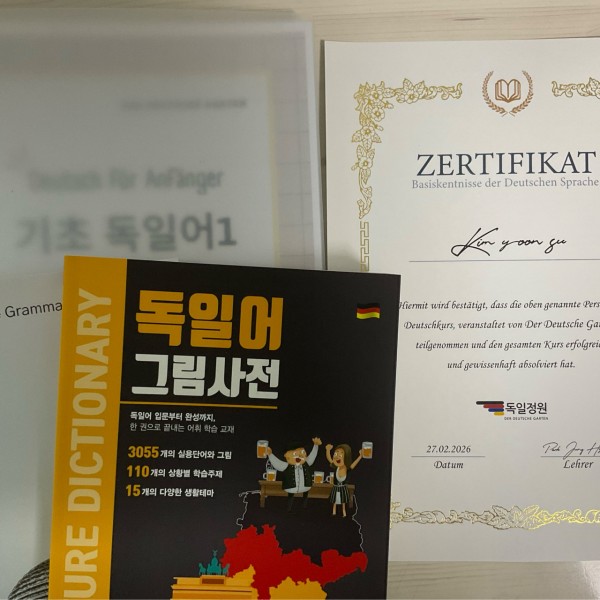 Deutsch Für Anfänger
기초 독일어1
Gramma
PICTURE DICTIONARY
독일어
그림사전
독일어 입문부터 완성까지,
한 권으로 끝내는 어휘 학습 교재
3055개의 실용단어와 그림
110개의 상황별 학습주제
15개의 다양한 생활테마
ZERTIFIKAT
Basiskentnisse der Deutschen Sprache
Kim yoon su
Hiermit wird bestätigt, dass die oben genannte Pers
Deutschkurs, veranstaltet von Der Deutsche Ga
teilgenommen und den gesamten Kurs erfolgreic
und gewissenhaft absolviert hat.
독일정원
DER DEUTSCHE GARTEN
27.02.2026
Datum
Lehrer